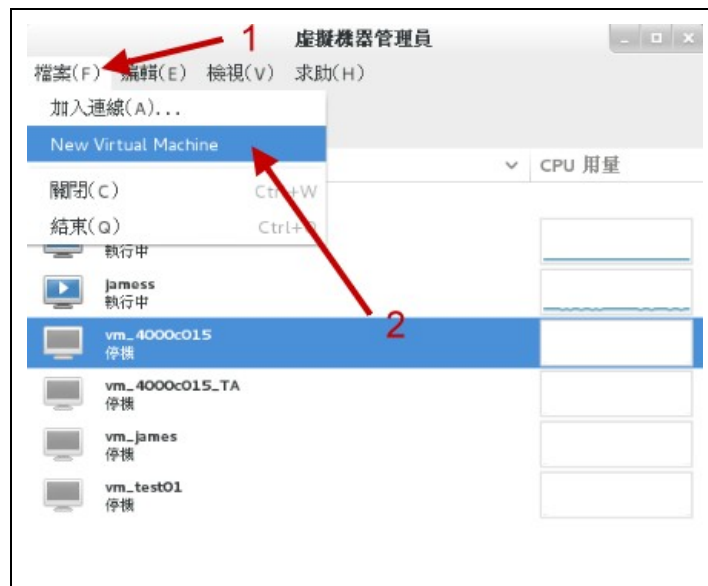 1
虛擬機器管理員
檔案(F) 編輯(E) 檢視(V) 求助(H)
加入連線(A)...
New Virtual Machine
CPU 用量
關閉(C) Ctrl+W
結束(Q)
執行中
jamess
執行中
2
vm_4000c015
停機
vm_4000c015_TA
停機
vm_james
停機
vm_test01
停機